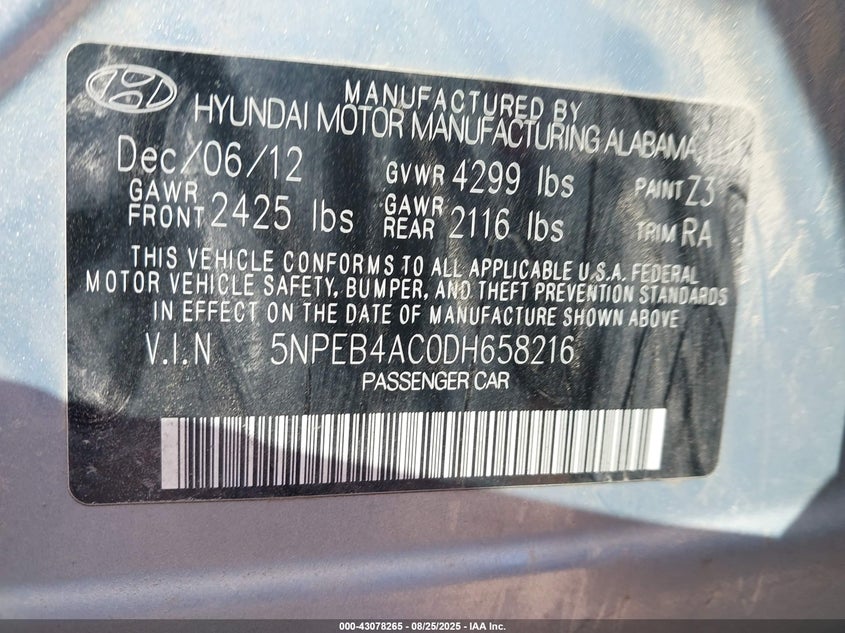 MANUFACTURED BY
HYUNDAI MOTOR MANUFACTURING ALABAMA,
Dec/06/12 GVWR 4299 lbs PAINT Z3
GAWR FRONT 2425 lbs GAWR REAR 2116 lbs TRIM RA
THIS VEHICLE CONFORMS TO ALL APPLICABLE U.S.A. FEDERAL
MOTOR VEHICLE SAFETY, BUMPER, AND THEFT PREVENTION STANDARDS
IN EFFECT ON THE DATE OF MANUFACTURE SHOWN ABOVE
V.I.N 5NPEB4AC0DH658216
PASSENGER CAR
000-43078265 - 08/25/2025 - IAA Inc.